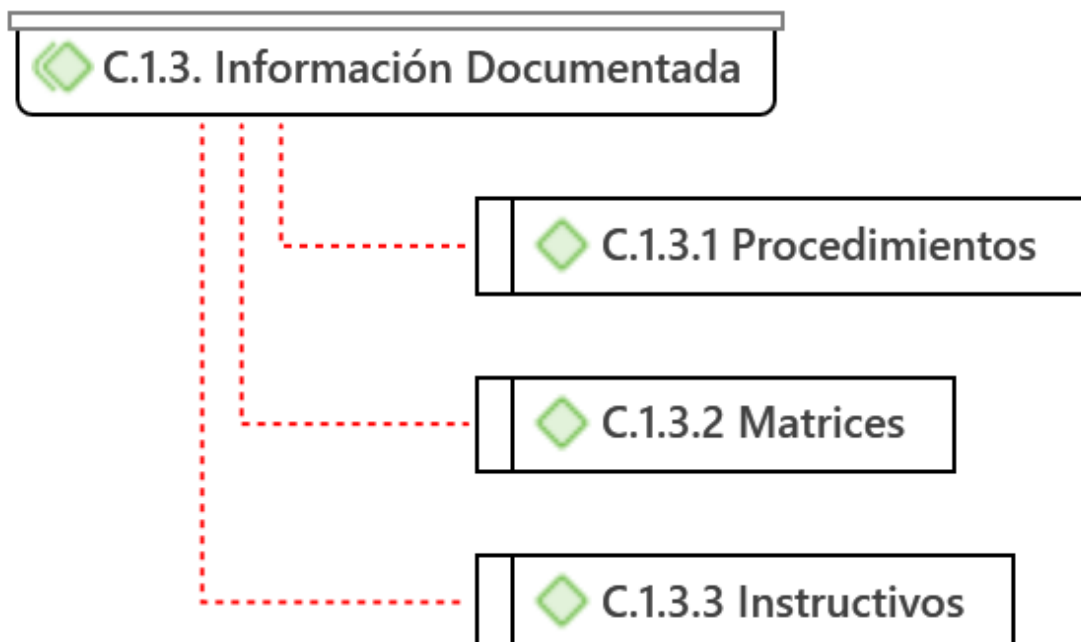 C.1.3. Información Documentada
C.1.3.1 Procedimientos
C.1.3.2 Matrices
C.1.3.3 Instructivos